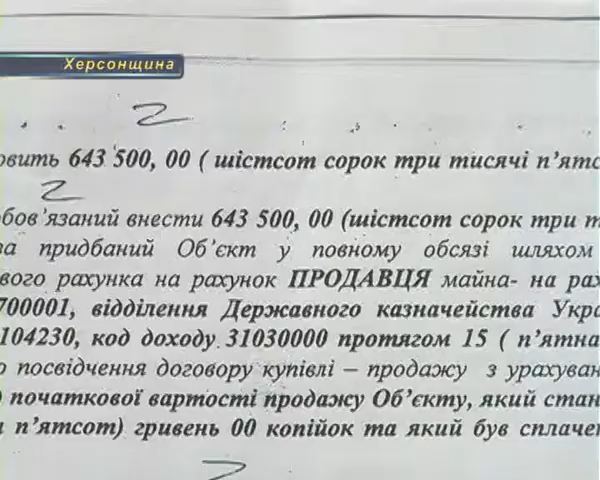 Херсонщина
овить 643 500, 00 ( шістсот сорок три тисячі п'ятс
бов'язаний внести 643 500, 00 (шістсот сорок три т
ва придбаний Об'єкт у повному обсязі шляхом
вого рахунка на рахунок ПРОДАВЦЯ майна- на рах
700001, відділення Державного казначейства Укра
104230, код доходу 31030000 протягом 15 ( п'ятна
о посвідчення договору купівлі – продажу з урахуван
) початкової вартості продажу Об'єкту, який стан
п'ятсот) гривень 00 копійок та який був сплаче